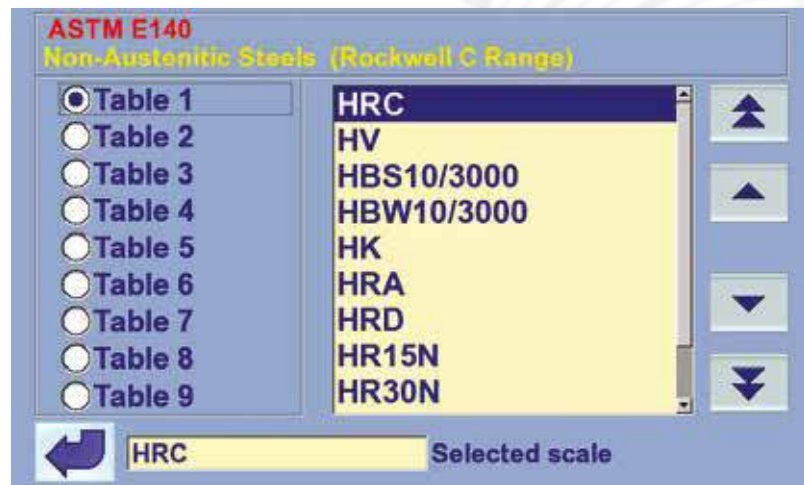 ASTM E140
Non-Austenitic Steels (Rockwell C Range)
Table 1
Table 2
Table 3
Table 4
Table 5
Table 6
Table 7
Table 8
Table 9
HRC
HV
HBS10/3000
HBW10/3000
HK
HRA
HRD
HR15N
HR30N
HRC Selected scale